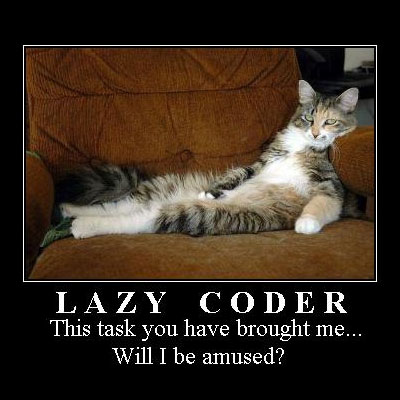 LAZY CODER
This task you have brought me...
Will I be amused?